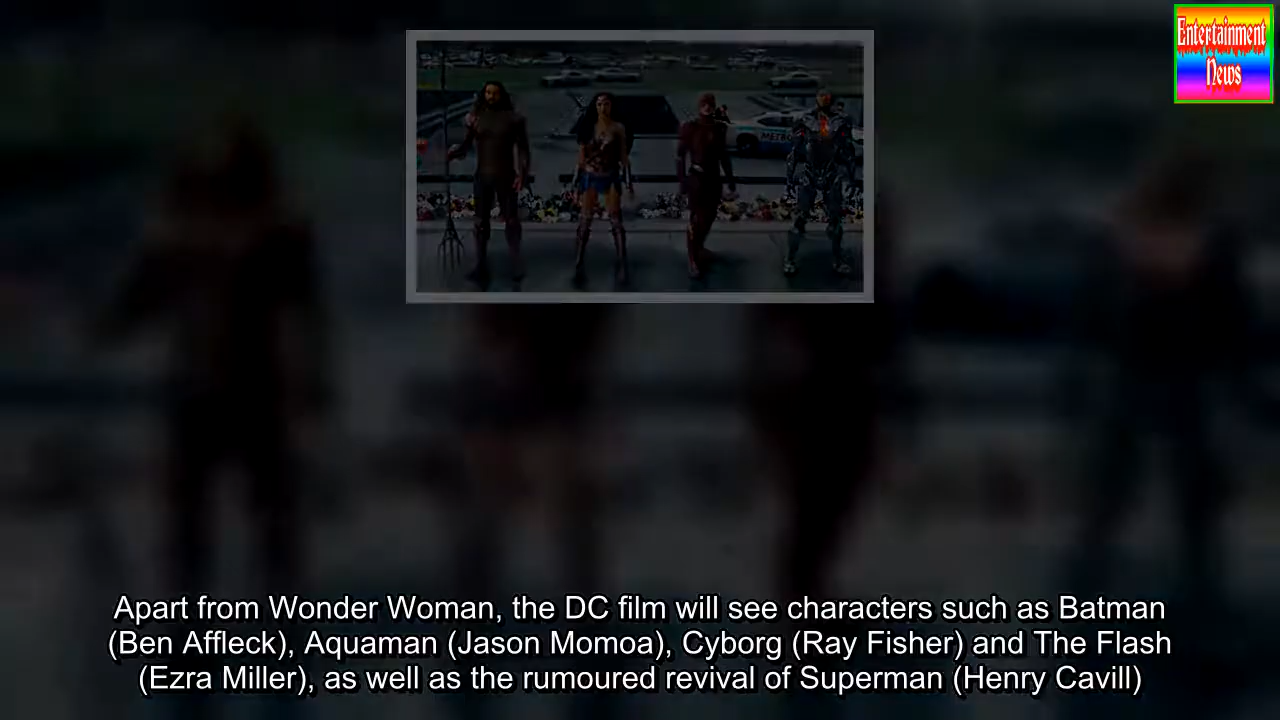 Entertainment
News
METRO
Apart from Wonder Woman, the DC film will see characters such as Batman
(Ben Affleck), Aquaman (Jason Momoa), Cyborg (Ray Fisher) and The Flash
(Ezra Miller), as well as the rumoured revival of Superman (Henry Cavill)